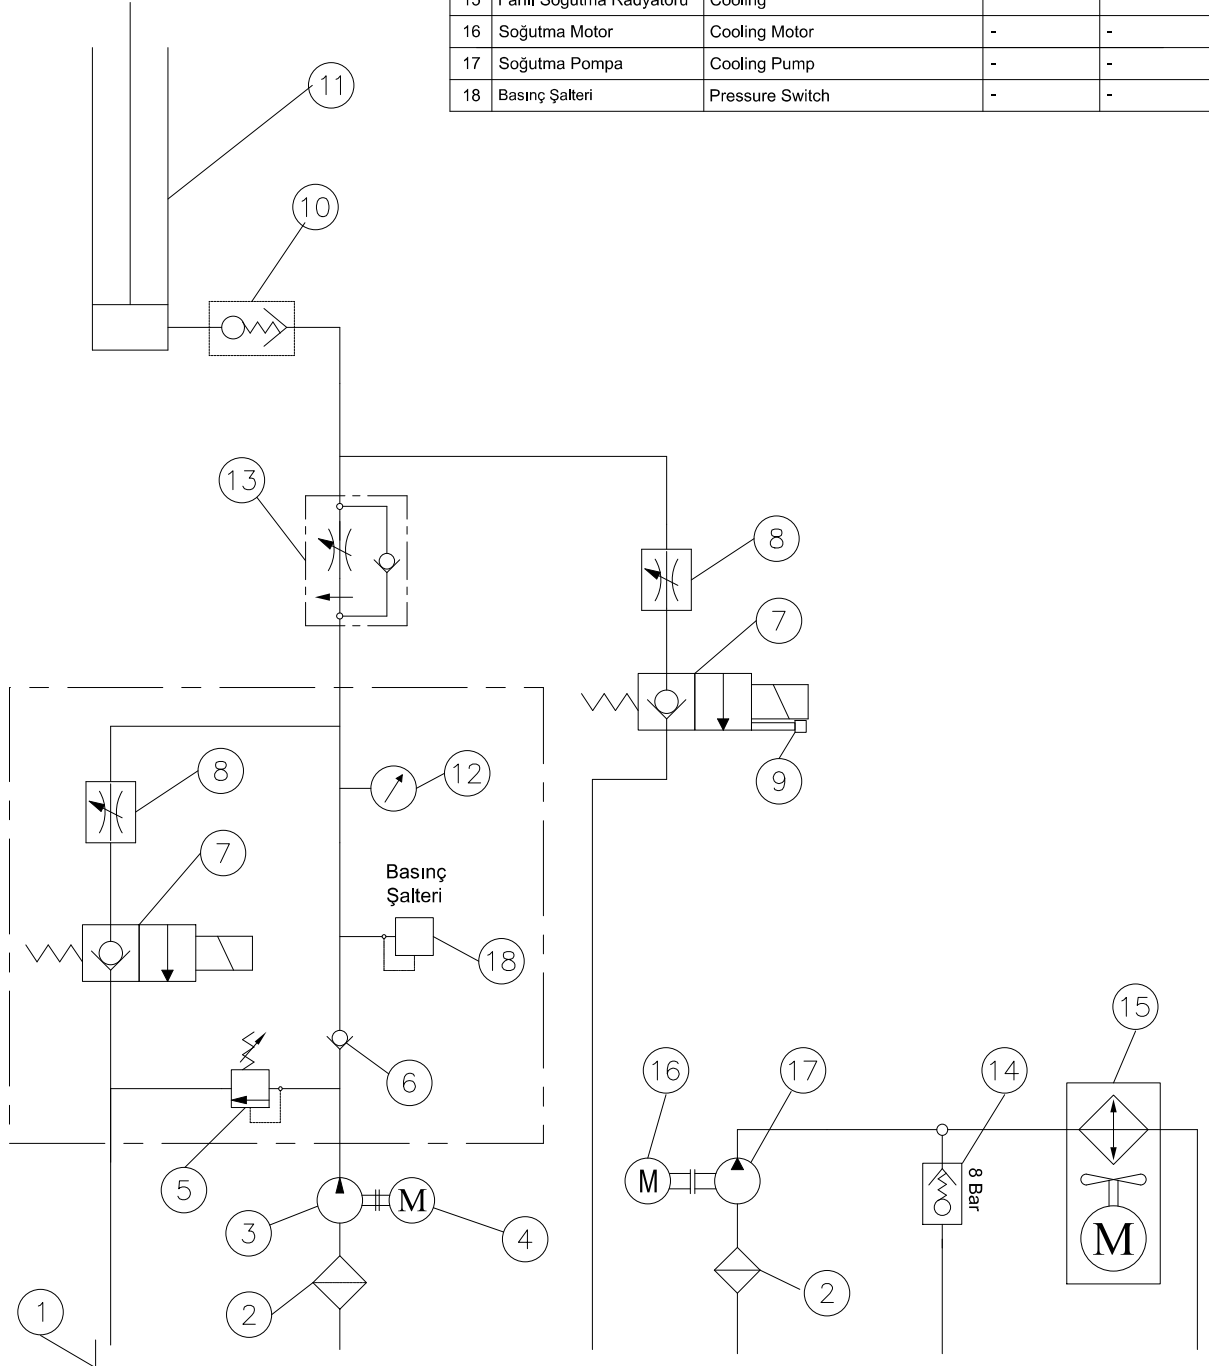 15 Fanlı Soğutma Radyatörü Cooling
16 Soğutma Motor Cooling Motor - -
17 Soğutma Pompa Cooling Pump - -
18 Basınç Şalteri Pressure Switch - -
11
10
13
8
7
9
8
12
7
Basınç
Şalteri
18
6
5
3
M
4
2
1
16
M
17
14
15
8 Bar
M
2